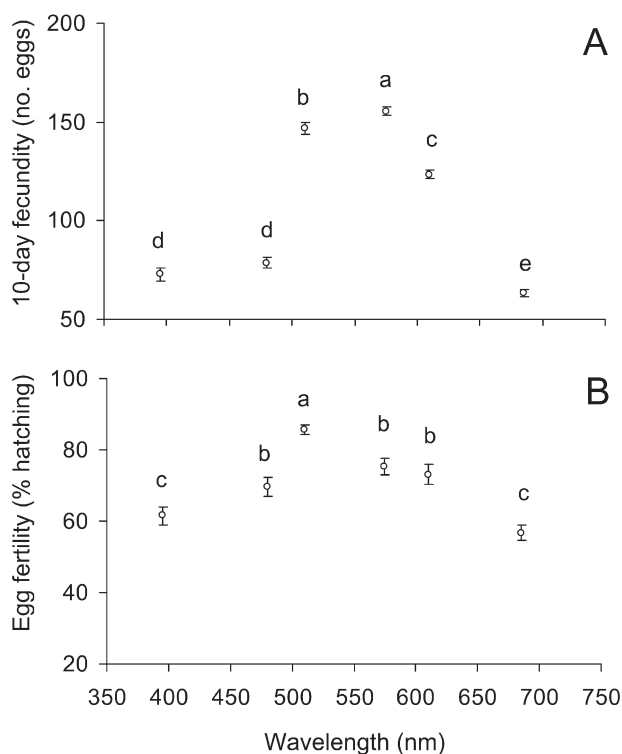 A
10-day fecundity (no. eggs)
200
150
100
50
d
d
b
a
c
e
B
Egg fertility (% hatching)
100
80
60
40
20
c
b
a
b
b
c
350 400 450 500 550 600 650 700 750
Wavelength (nm)